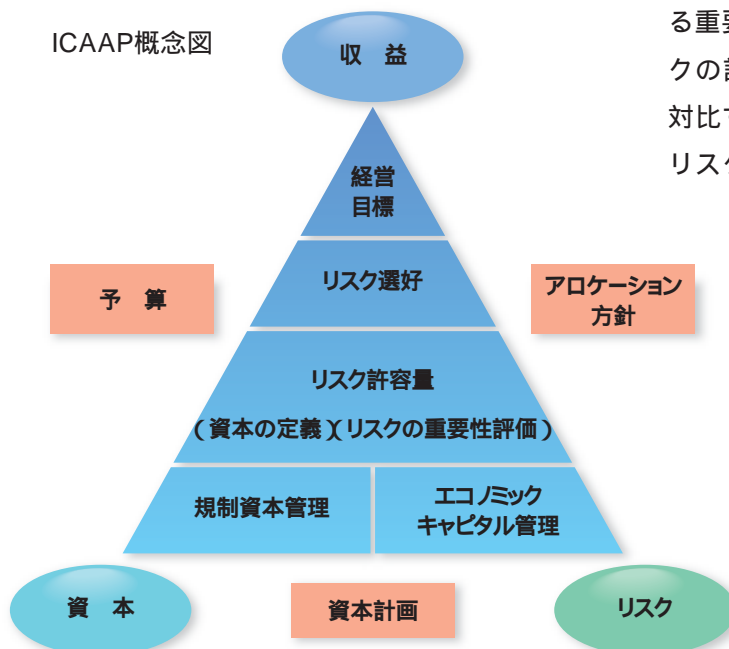 ICAAP概念図
収　益
る重要
クの
対比
リスク
経営
目標
リスク選好
予　算
アロケーション
方針
リスク許容量
(資本の定義)(リスクの重要性評価)
規制資本管理
エコノミック
キャピタル管理
資　本
資本計画
リスク